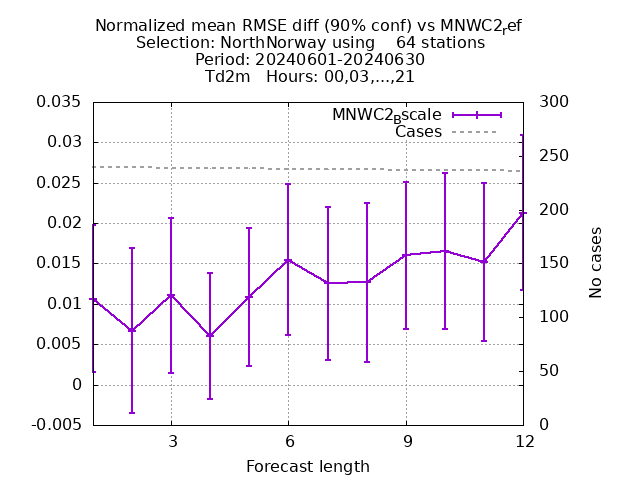 Normalized mean RMSE diff (90% conf) vs MNWC2_ref
Selection: NorthNorway using 64 stations
Period: 20240601-20240630
Td2m Hours: 00,03,...,21
MNWC2_Bscale
Cases
0.035
0.03
0.025
0.02
0.015
0.01
0.005
0
-0.005
300
250
200
150
100
50
0
No cases
3
6
9
12
Forecast length